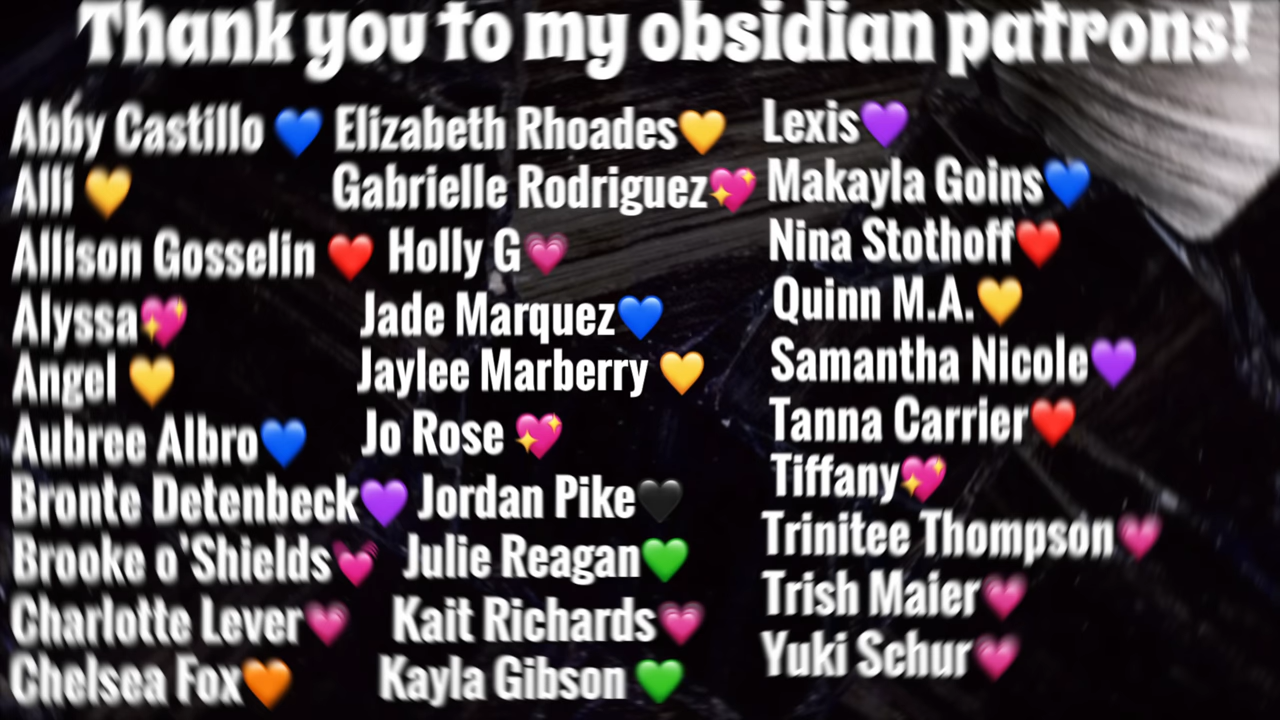 Thank you to my obsidian patrons!
Abby Castillo 💙
Alli 💛
Allison Gosselin ❤️
Alyssa💖
Angel 💛
Aubree Albro💙
Bronte Detenbeck💜
Brooke o'Shields💓
Charlotte Lever💗
Chelsea Fox🧡
Elizabeth Rhoades💛
Gabrielle Rodriguez💖
Holly G💗
Jade Marquez💙
Jaylee Marberry 💛
Jo Rose 💖
Jordan Pike🖤
Julie Reagan💚
Kait Richards💗
Kayla Gibson 💚
Lexis💜
Makayla Goins💙
Nina Stothoff❤️
Quinn M.A.💛
Samantha Nicole💜
Tanna Carrier❤️
Tiffany💖
Trinitee Thompson💗
Trish Maier💗
Yuki Schur💗